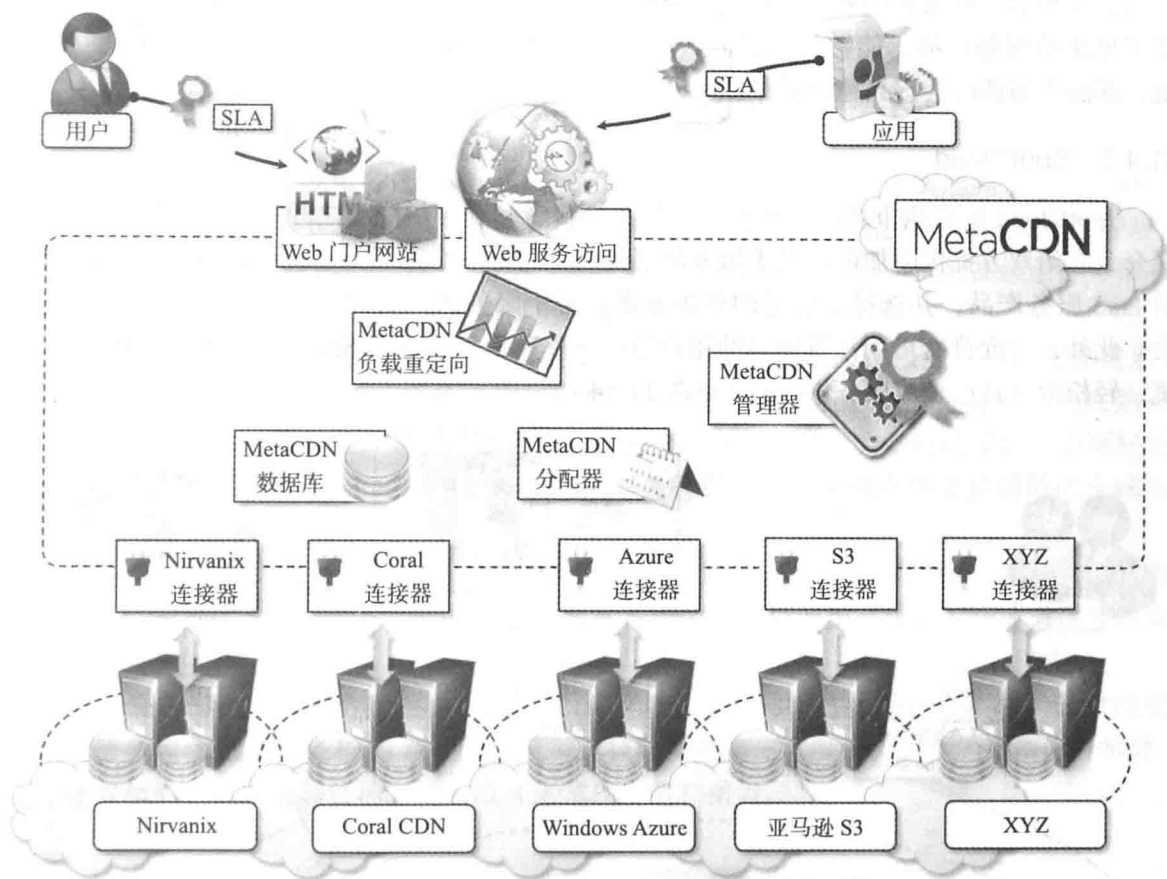 用户
SLA
SLA
应用
HTM
Web 门户网站
Web 服务访问
MetaCDN
MetaCDN
负载重定向
MetaCDN
管理器
MetaCDN
数据库
MetaCDN
分配器
Nirvanix
连接器
Coral
连接器
Azure
连接器
S3
连接器
XYZ
连接器
Nirvanix
Coral CDN
Windows Azure
亚马逊 S3
XYZ